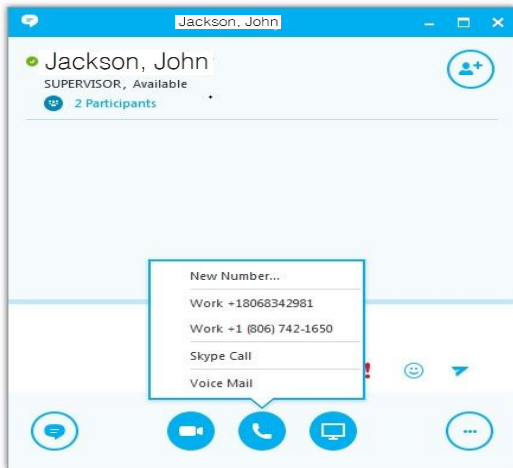 Jackson, John
Jackson, John
SUPERVISOR, Available
2 Participants
New Number...
Work +18068342981
Work +1 (806) 742-1650
Skype Call
Voice Mail